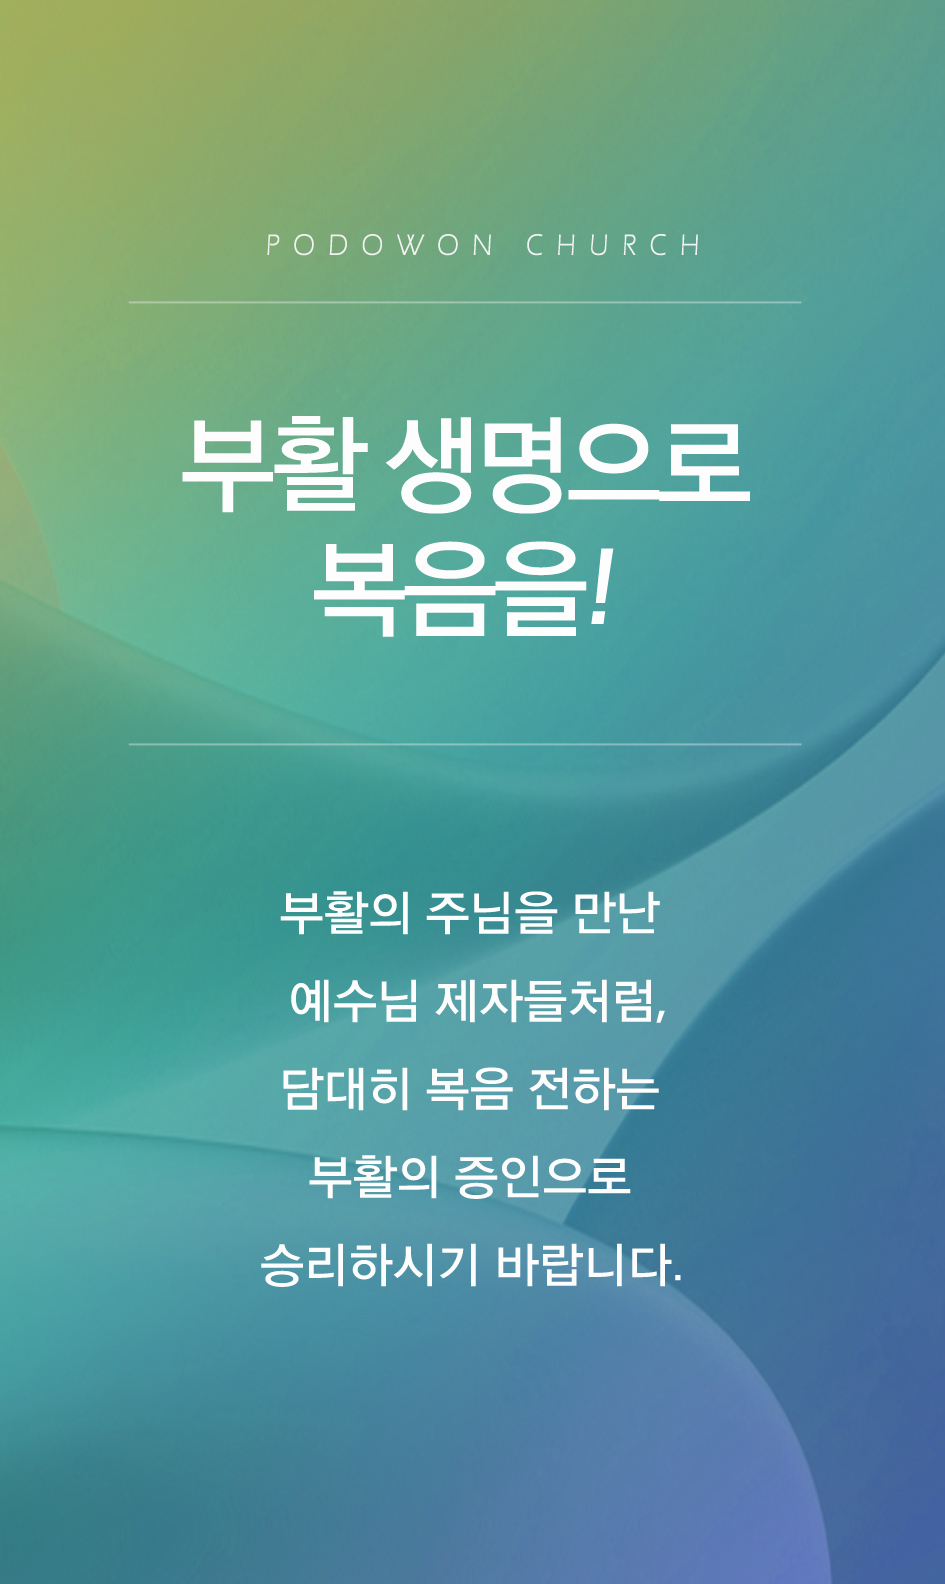 PODOWON CHURCH
부활 생명으로
복음을!
부활의 주님을 만난
예수님 제자들처럼,
담대히 복음 전하는
부활의 증인으로
승리하시기 바랍니다.